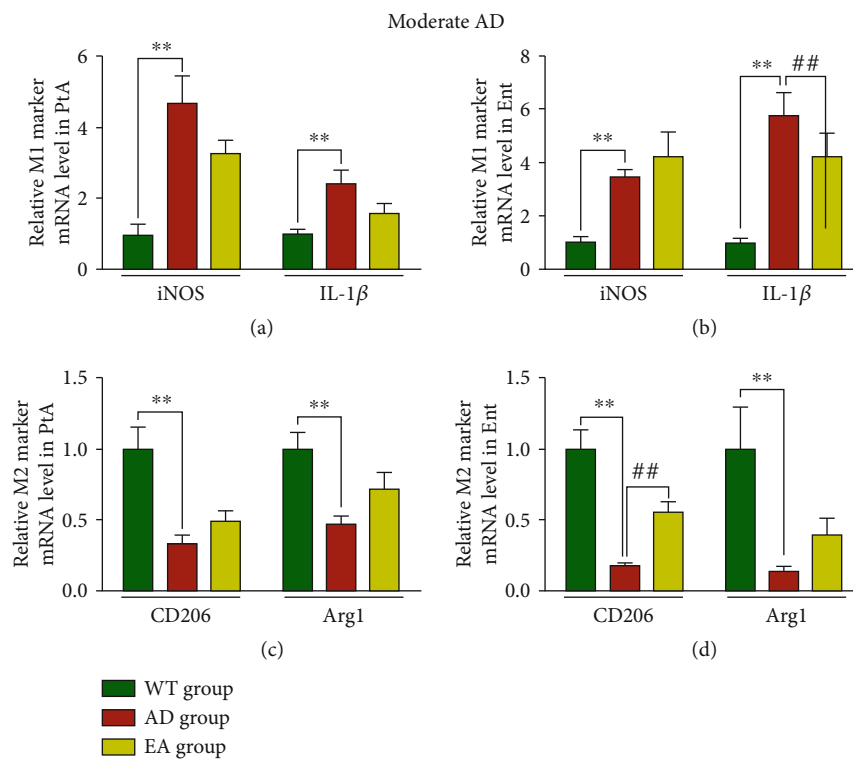 Moderate AD
Relative M1 marker
mRNA level in PtA
6
4
2
0
**
**
iNOS
IL-1β
(a)
Relative M1 marker
mRNA level in Ent
8
6
4
2
0
**
**
##
iNOS
IL-1β
(b)
Relative M2 marker
mRNA level in PtA
1.5
1.0
0.5
0.0
**
**
CD206
Arg1
(c)
Relative M2 marker
mRNA level in Ent
1.5
1.0
0.5
0.0
**
##
**
CD206
Arg1
(d)
WT group
AD group
EA group